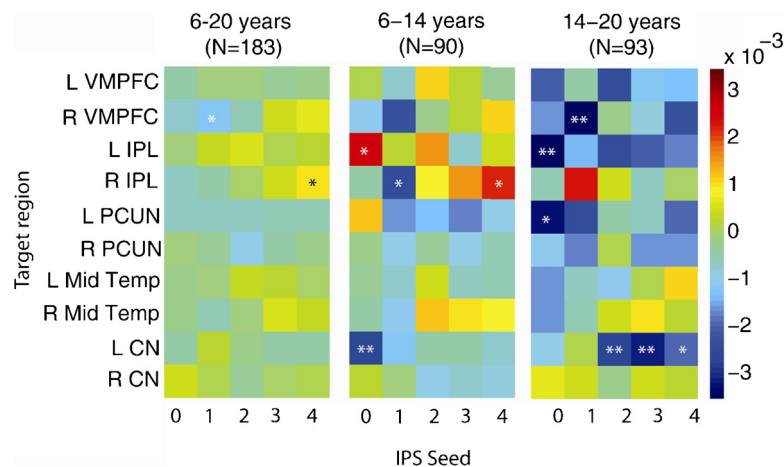 6-20 years 6–14 years 14–20 years
(N=183) (N=90) (N=93)
x 10⁻³
L VMPFC
R VMPFC *
**
L IPL * **
R IPL * * *
L PCUN *
R PCUN
L Mid Temp
R Mid Temp
L CN ** ** ** *
R CN
3
2
1
0
−1
−2
−3
0 1 2 3 4 0 1 2 3 4 0 1 2 3 4
IPS Seed
Target region